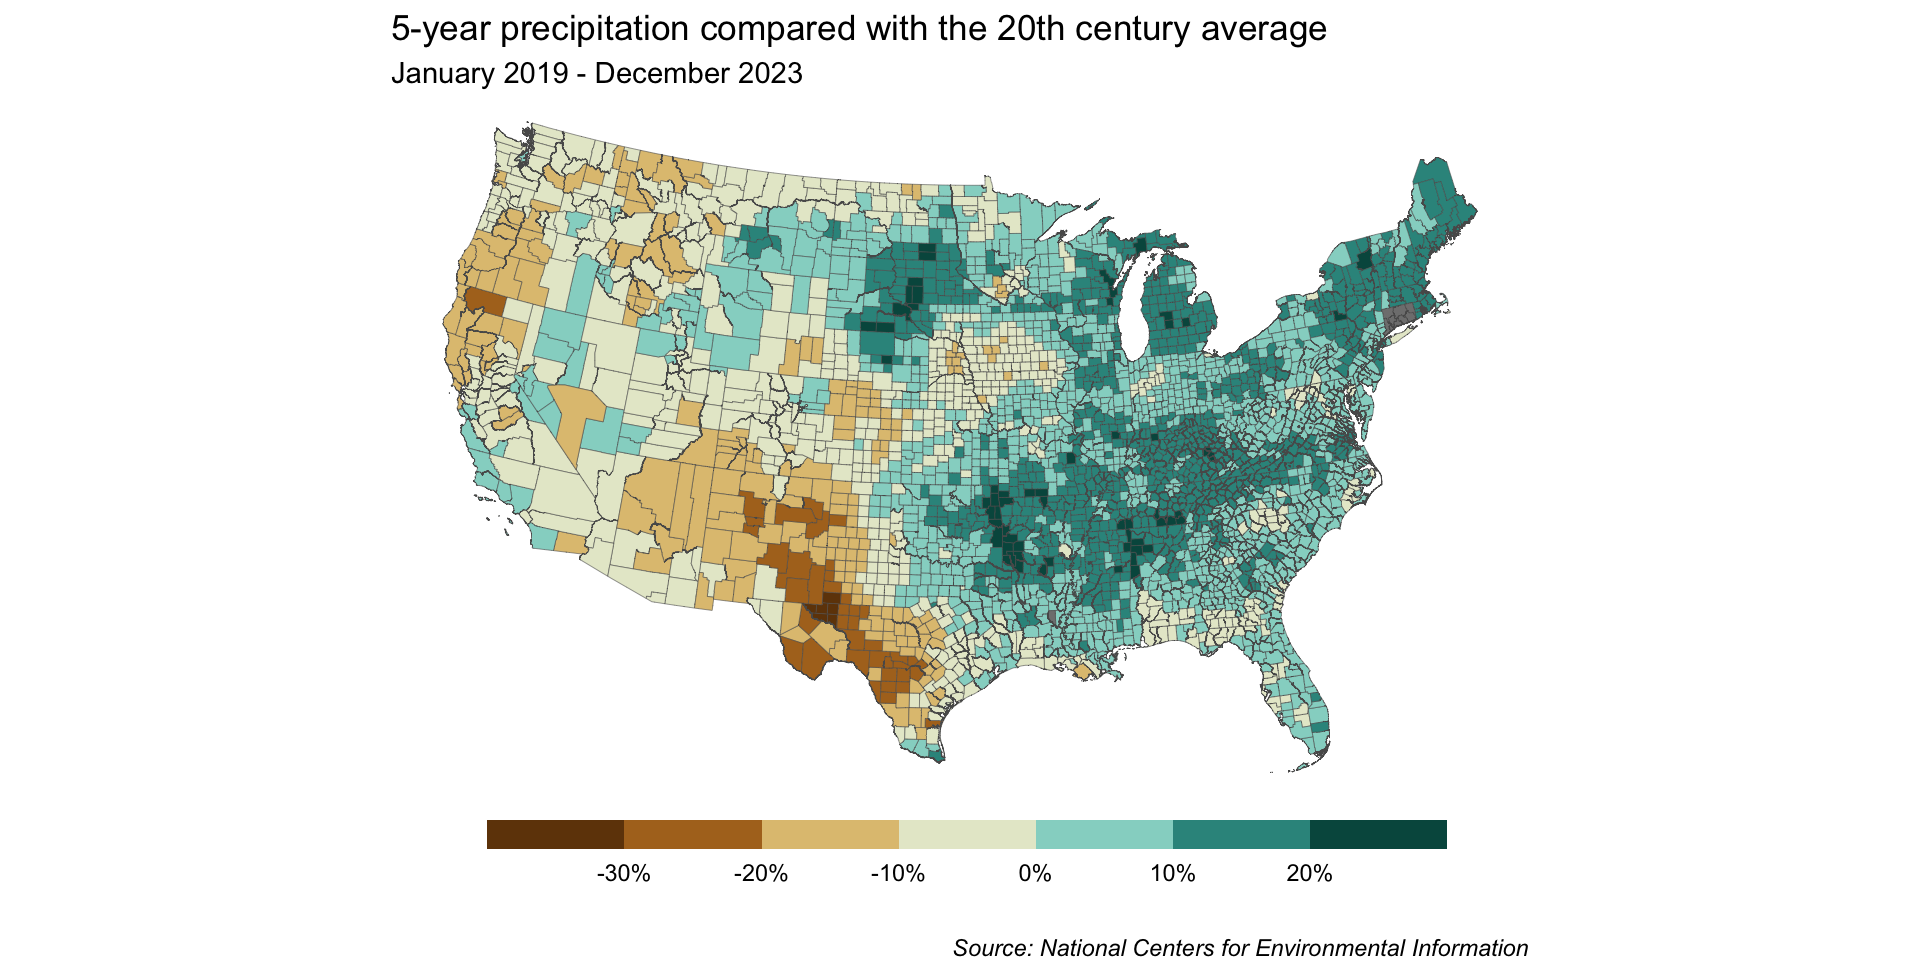 5-year precipitation compared with the 20th century average
January 2019 - December 2023
-30% -20% -10% 0% 10% 20%
Source: National Centers for Environmental Information